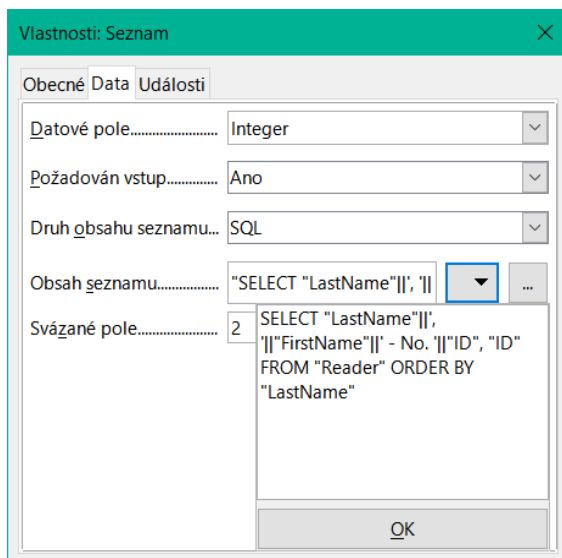 Vlastnosti: Seznam
Obecné Data Události
Datové pole........................ Integer
Požadován vstup.............. Ano
Druh obsahu seznamu... SQL
Obsah seznamu................. "SELECT "LastName"||', '|| ...
Svázané pole...................... 2
SELECT "LastName"||',
'||"FirstName"||' - No. '||"ID", "ID"
FROM "Reader" ORDER BY
"LastName"
OK